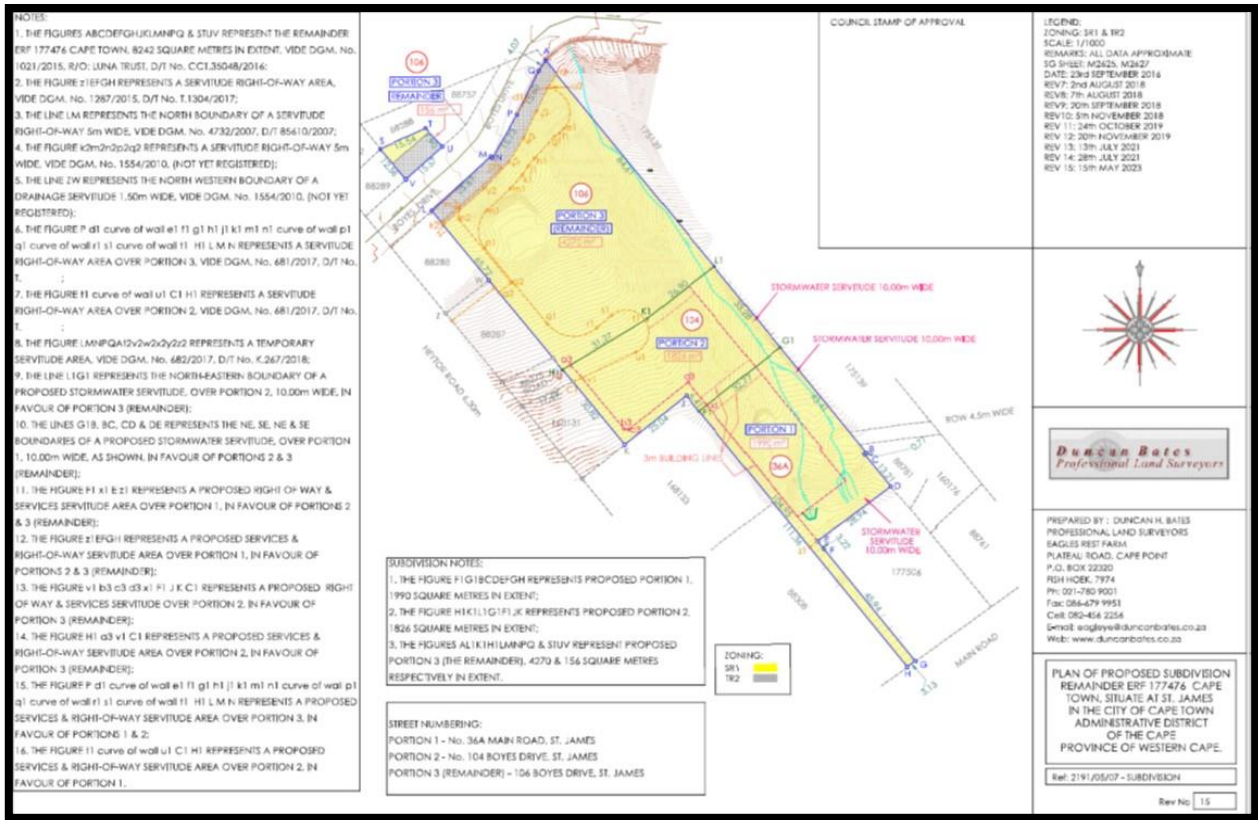 NOTES:
1. THE FIGURES ABCDEFGHJKLMNPQ & STUV REPRESENT THE REMAINDER
ERF 177476 CAPE TOWN, 8242 SQUARE METRES IN EXTENT, VIDE DGM. No.
1021/2015, R/O: LUNA TRUST, D/T No. CCT.35048/2016;
2. THE FIGURE z1EFGH REPRESENTS A SERVITUDE RIGHT-OF-WAY AREA,
VIDE DGM. No. 1287/2015, D/T No. T.1304/2017;
3. THE LINE LM REPRESENTS THE NORTH BOUNDARY OF A SERVITUDE
RIGHT-OF-WAY 5m WIDE, VIDE DGM. No. 4732/2007, D/T 85610/2007;
4. THE FIGURE k2m2n2p2q2 REPRESENTS A SERVITUDE RIGHT-OF-WAY 5m
WIDE, VIDE DGM. No. 1554/2010, (NOT YET REGISTERED);
5. THE LINE ZW REPRESENTS THE NORTH WESTERN BOUNDARY OF A
DRAINAGE SERVITUDE 1,50m WIDE, VIDE DGM. No. 1554/2010, (NOT YET
REGISTERED);
6. THE FIGURE P d1 curve of wall e1 f1 g1 h1 j1 k1 m1 n1 curve of wall p1
q1 curve of wall r1 s1 curve of wall t1 H1 L M N REPRESENTS A SERVITUDE
RIGHT-OF-WAY AREA OVER PORTION 3, VIDE DGM. No. 681/2017, D/T No.
T. ;
7. THE FIGURE t1 curve of wall u1 C1 H1 REPRESENTS A SERVITUDE
RIGHT-OF-WAY AREA OVER PORTION 2, VIDE DGM. No. 681/2017, D/T No.
T. ;
8. THE FIGURE LMNPQA12v2w2x2y2z2 REPRESENTS A TEMPORARY
SERVITUDE AREA, VIDE DGM. No. 682/2017, D/T No. K.267/2018;
9. THE LINE L1G1 REPRESENTS THE NORTH-EASTERN BOUNDARY OF A
PROPOSED STORMWATER SERVITUDE, OVER PORTION 2, 10,00m WIDE, IN
FAVOUR OF PORTION 3 (REMAINDER);
10. THE LINES G1B, BC, CD & DE REPRESENTS THE NE, SE, NE & SE
BOUNDARIES OF A PROPOSED STORMWATER SERVITUDE, OVER PORTION
1, 10,00m WIDE, AS SHOWN, IN FAVOUR OF PORTIONS 2 & 3
(REMAINDER);
11. THE FIGURE F1 x1 E z1 REPRESENTS A PROPOSED RIGHT OF WAY &
SERVICES SERVITUDE AREA OVER PORTION 1, IN FAVOUR OF PORTIONS 2
& 3 (REMAINDER);
12. THE FIGURE z1EFGH REPRESENTS A PROPOSED SERVICES &
RIGHT-OF-WAY SERVITUDE AREA OVER PORTION 1, IN FAVOUR OF
PORTIONS 2 & 3 (REMAINDER);
13. THE FIGURE v1 b3 c3 d3 x1 F1 J K C1 REPRESENTS A PROPOSED RIGHT
OF WAY & SERVICES SERVITUDE OVER PORTION 2, IN FAVOUR OF
PORTION 3 (REMAINDER);
14. THE FIGURE H1 a3 v1 C1 REPRESENTS A PROPOSED SERVICES &
RIGHT-OF-WAY SERVITUDE AREA OVER PORTION 2, IN FAVOUR OF
PORTION 3 (REMAINDER);
15. THE FIGURE P d1 curve of wall e1 f1 g1 h1 j1 k1 m1 n1 curve of wall p1
q1 curve of wall r1 s1 curve of wall t1 H1 L M N REPRESENTS A PROPOSED
SERVICES & RIGHT-OF-WAY SERVITUDE AREA OVER PORTION 3, IN
FAVOUR OF PORTIONS 1 & 2;
16. THE FIGURE t1 curve of wall u1 C1 H1 REPRESENTS A PROPOSED
SERVICES & RIGHT-OF-WAY SERVITUDE AREA OVER PORTION 2, IN
FAVOUR OF PORTION 1.
106
PORTION 3
REMAINDER
156 m²
88757
88288
88289
BOYES DRIVE
BOYES DRIVE
4,07
106
PORTION 3
(REMAINDER)
4270 m²
88280
88287
HEYTOR ROAD 6,30m
104
PORTION 2
1826 m²
STORMWATER SERVITUDE 10,00m WIDE
STORMWATER SERVITUDE 10,00m WIDE
175139
ROW 4,5m WIDE
PORTION 1
1990 m²
36A
3m BUILDING LINES
160131
168133
25,04
88761
160176
88761
STORMWATER
SERVITUDE
10,00m WIDE
177506
88308
MAIN ROAD
3,13
SUBDIVISION NOTES:
1. THE FIGURE F1G1BCDEFGH REPRESENTS PROPOSED PORTION 1,
1990 SQUARE METRES IN EXTENT;
2. THE FIGURE H1K1L1G1F1JK REPRESENTS PROPOSED PORTION 2,
1826 SQUARE METRES IN EXTENT;
3. THE FIGURES AL1K1H1LMNPQ & STUV REPRESENT PROPOSED
PORTION 3 (THE REMAINDER), 4270 & 156 SQUARE METRES
RESPECTIVELY IN EXTENT.
ZONING:
SR1
TR2
STREET NUMBERING:
PORTION 1 - No. 36A MAIN ROAD, ST. JAMES
PORTION 2 - No. 104 BOYES DRIVE, ST. JAMES
PORTION 3 (REMAINDER) - 106 BOYES DRIVE, ST. JAMES
COUNCIL STAMP OF APPROVAL
LEGEND:
ZONING: SR1 & TR2
SCALE: 1/1000
REMARKS: ALL DATA APPROXIMATE
SG SHEET: M2625, M2627
DATE: 23rd SEPTEMBER 2016
REV7: 2nd AUGUST 2018
REV8: 7th AUGUST 2018
REV9: 20th SEPTEMBER 2018
REV10: 5th NOVEMBER 2018
REV 11: 24th OCTOBER 2019
REV 12: 20th NOVEMBER 2019
REV 13: 13th JULY 2021
REV 14: 28th JULY 2021
REV 15: 15th MAY 2023
Duncan Bates
Professional Land Surveyors
PREPARED BY : DUNCAN H. BATES
PROFESSIONAL LAND SURVEYORS
EAGLES REST FARM
PLATEAU ROAD, CAPE POINT
P.O. BOX 22320
FISH HOEK, 7974
Ph: 021-780 9001
Fax: 086-679 9951
Cell: 082-456 2256
E-mail: eagleye@duncanbates.co.za
Web: www.duncanbates.co.za
PLAN OF PROPOSED SUBDIVISION
REMAINDER ERF 177476 CAPE
TOWN, SITUATE AT ST. JAMES
IN THE CITY OF CAPE TOWN
ADMINISTRATIVE DISTRICT
OF THE CAPE
PROVINCE OF WESTERN CAPE.
Ref: 2191/05/07 - SUBDIVISION
Rev No 15